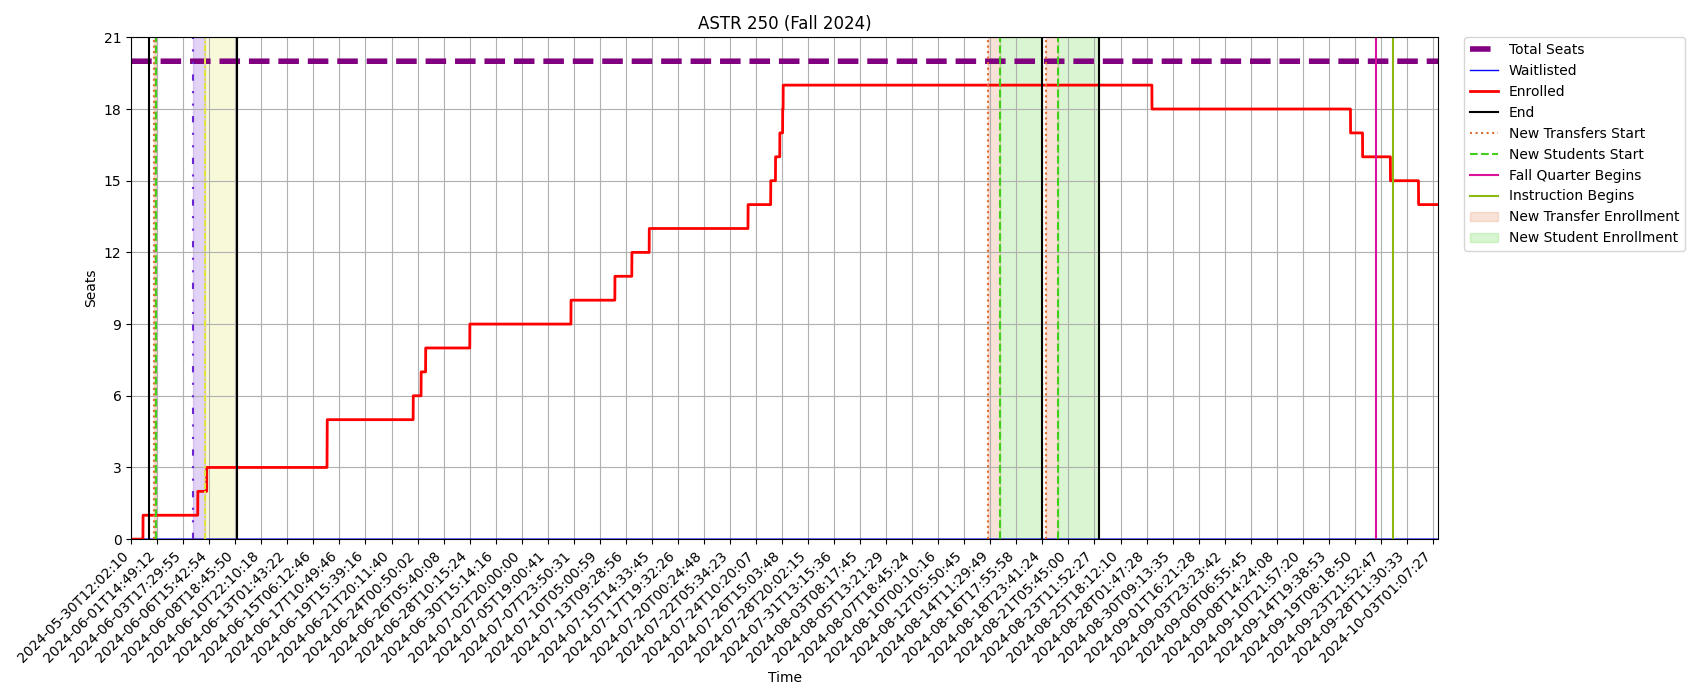 ASTR 250 (Fall 2024)
Seats
21
18
15
12
9
6
3
0
Total Seats
Waitlisted
Enrolled
End
New Transfers Start
New Students Start
Fall Quarter Begins
Instruction Begins
New Transfer Enrollment
New Student Enrollment
2024-05-30T12:02:10
2024-06-01T14:49:12
2024-06-03T17:29:55
2024-06-06T15:42:54
2024-06-08T18:45:50
2024-06-10T22:10:18
2024-06-13T01:43:22
2024-06-15T06:12:46
2024-06-17T10:49:46
2024-06-19T15:39:16
2024-06-21T20:11:40
2024-06-24T00:50:02
2024-06-26T05:40:08
2024-06-28T10:15:24
2024-06-30T15:14:16
2024-07-02T20:00:00
2024-07-05T19:00:41
2024-07-07T23:50:31
2024-07-10T05:00:59
2024-07-13T09:28:56
2024-07-15T14:33:45
2024-07-17T19:32:26
2024-07-20T00:24:48
2024-07-22T05:34:23
2024-07-24T10:20:07
2024-07-26T15:03:48
2024-07-28T20:02:15
2024-07-31T13:15:36
2024-08-03T08:17:45
2024-08-05T13:21:29
2024-08-07T18:45:24
2024-08-10T00:10:16
2024-08-12T05:50:45
2024-08-14T11:29:49
2024-08-16T17:55:58
2024-08-18T23:41:24
2024-08-21T05:45:00
2024-08-23T11:52:27
2024-08-25T18:12:10
2024-08-28T01:47:28
2024-08-30T09:13:35
2024-09-01T16:21:28
2024-09-03T23:23:42
2024-09-06T06:55:45
2024-09-08T14:24:08
2024-09-10T21:57:20
2024-09-14T19:38:53
2024-09-19T08:18:50
2024-09-23T21:52:47
2024-09-28T11:30:33
2024-10-03T01:07:27
Time